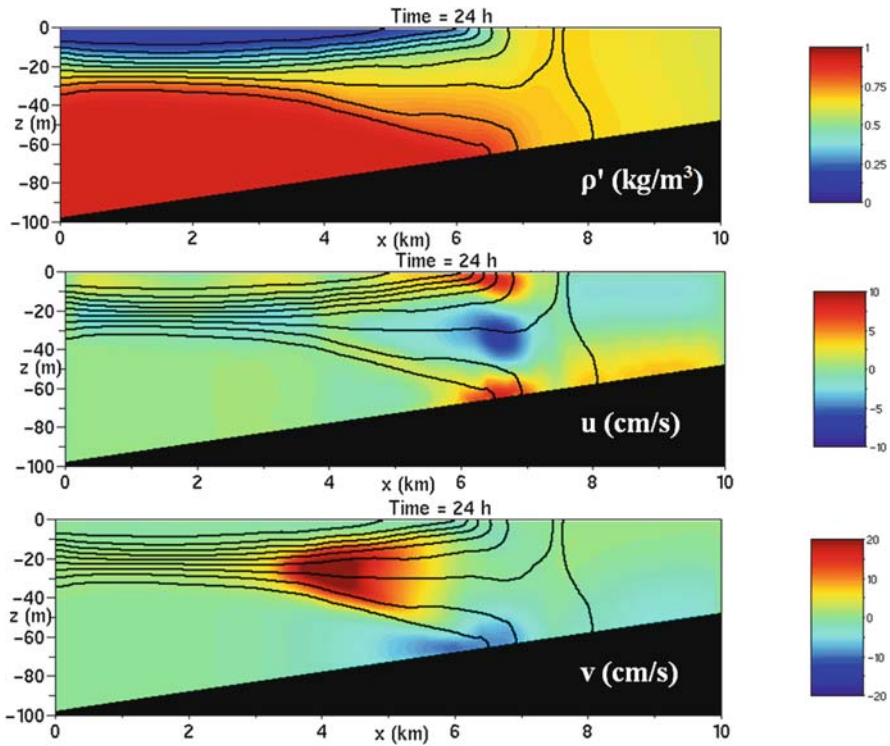 Time = 24 h
0
−20
−40
z (m)
−60
−80
−100
0 2 4 6 8 10
x (km)
ρ' (kg/m³)
1
0.75
0.5
0.25
0
Time = 24 h
0
−20
−40
z (m)
−60
−80
−100
0 2 4 6 8 10
x (km)
u (cm/s)
10
5
0
−5
−10
Time = 24 h
0
−20
−40
z (m)
−60
−80
−100
0 2 4 6 8 10
x (km)
v (cm/s)
20
10
0
−10
−20